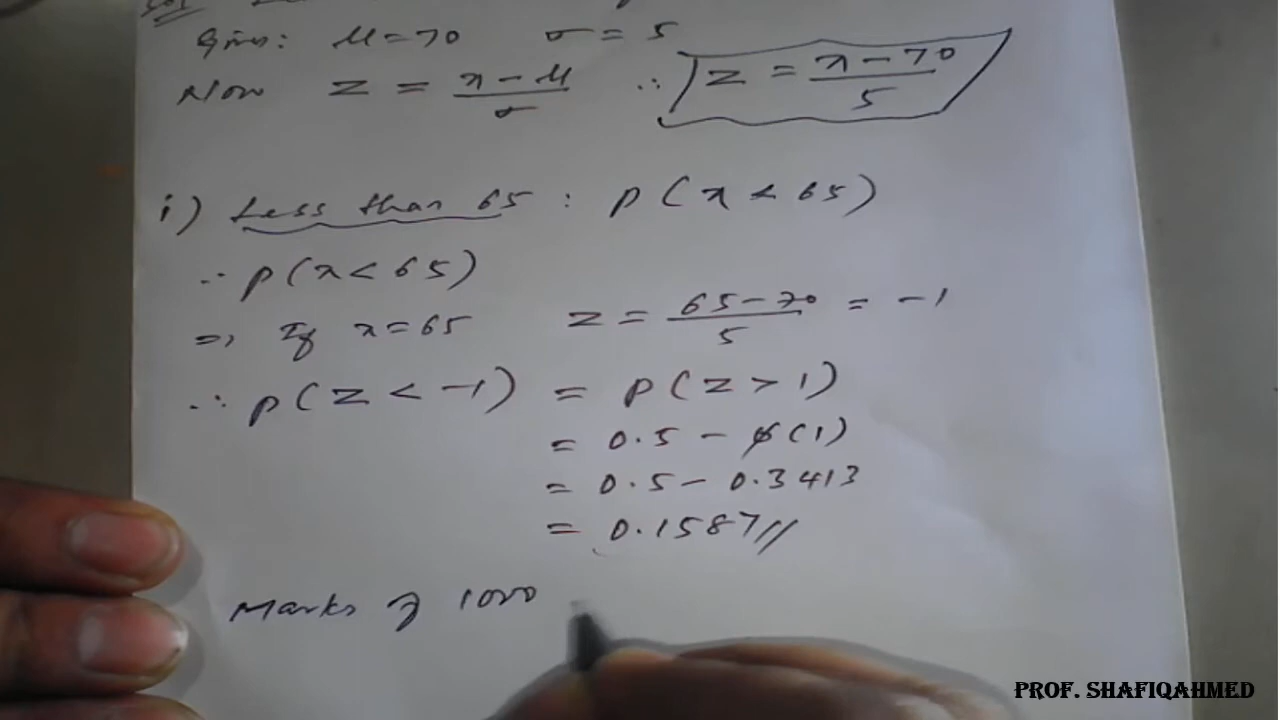 Sol
Given: μ = 70 σ = 5
Now z = x - μ / σ ∴ z = x - 70 / 5
i) Less than 65 : P(x < 65)
∴ P(x < 65)
⇒ If x = 65 z = 65 - 70 / 5 = -1
∴ P(z < -1) = P(z > 1)
= 0.5 - φ(1)
= 0.5 - 0.3413
= 0.1587//
Marks of 1000
PROF. SHAFIQAHMED